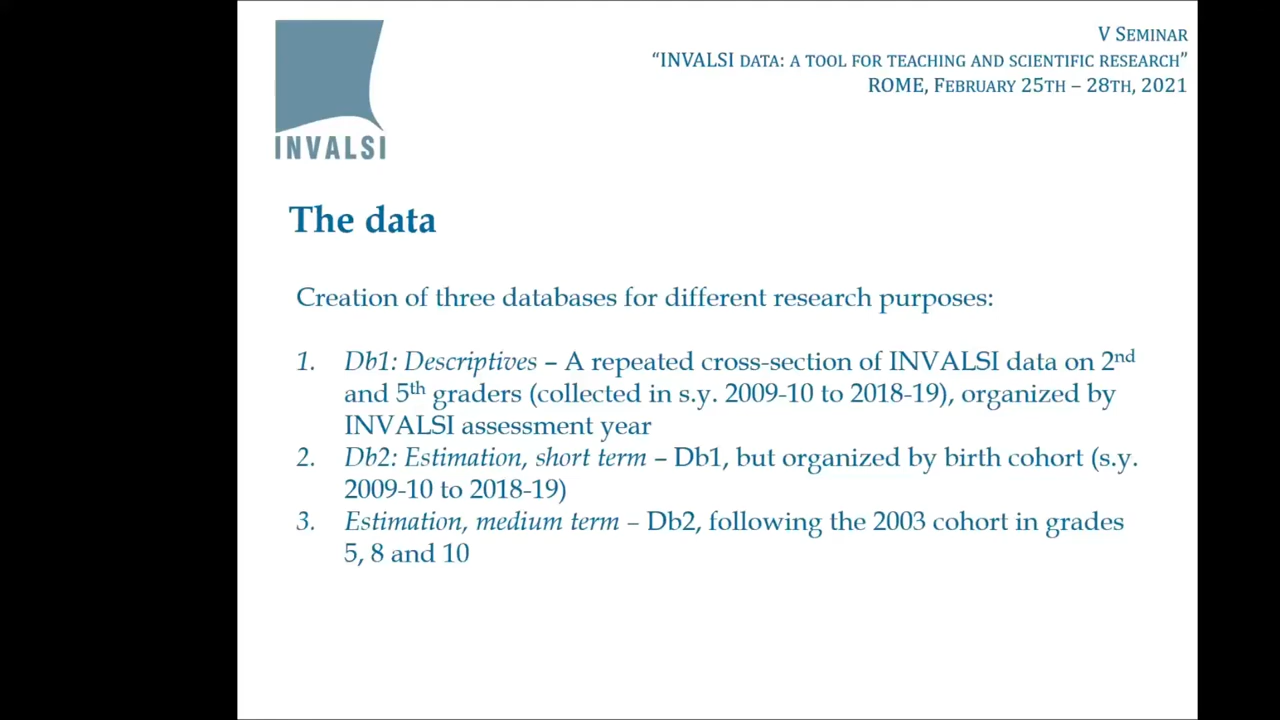 INVALSI
V SEMINAR
“INVALSI DATA: A TOOL FOR TEACHING AND SCIENTIFIC RESEARCH”
ROME, FEBRUARY 25TH – 28TH, 2021
The data
Creation of three databases for different research purposes:
1. Db1: Descriptives – A repeated cross-section of INVALSI data on 2nd
and 5th graders (collected in s.y. 2009-10 to 2018-19), organized by
INVALSI assessment year
2. Db2: Estimation, short term – Db1, but organized by birth cohort (s.y.
2009-10 to 2018-19)
3. Estimation, medium term – Db2, following the 2003 cohort in grades
5, 8 and 10